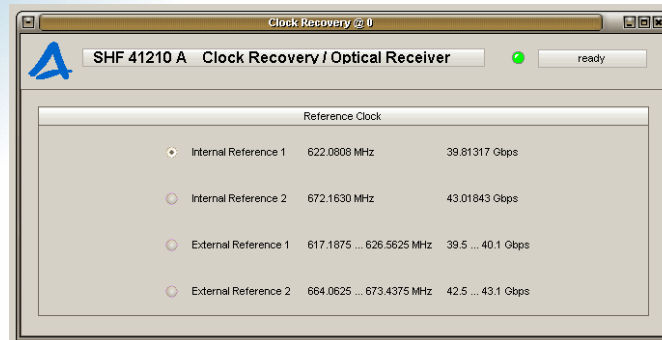 Clock Recovery @ 0
SHF 41210 A Clock Recovery / Optical Receiver ready
Reference Clock
Internal Reference 1 622.0808 MHz 39.81317 Gbps
Internal Reference 2 672.1630 MHz 43.01843 Gbps
External Reference 1 617.1875 ... 626.5625 MHz 39.5 ... 40.1 Gbps
External Reference 2 664.0625 ... 673.4375 MHz 42.5 ... 43.1 Gbps